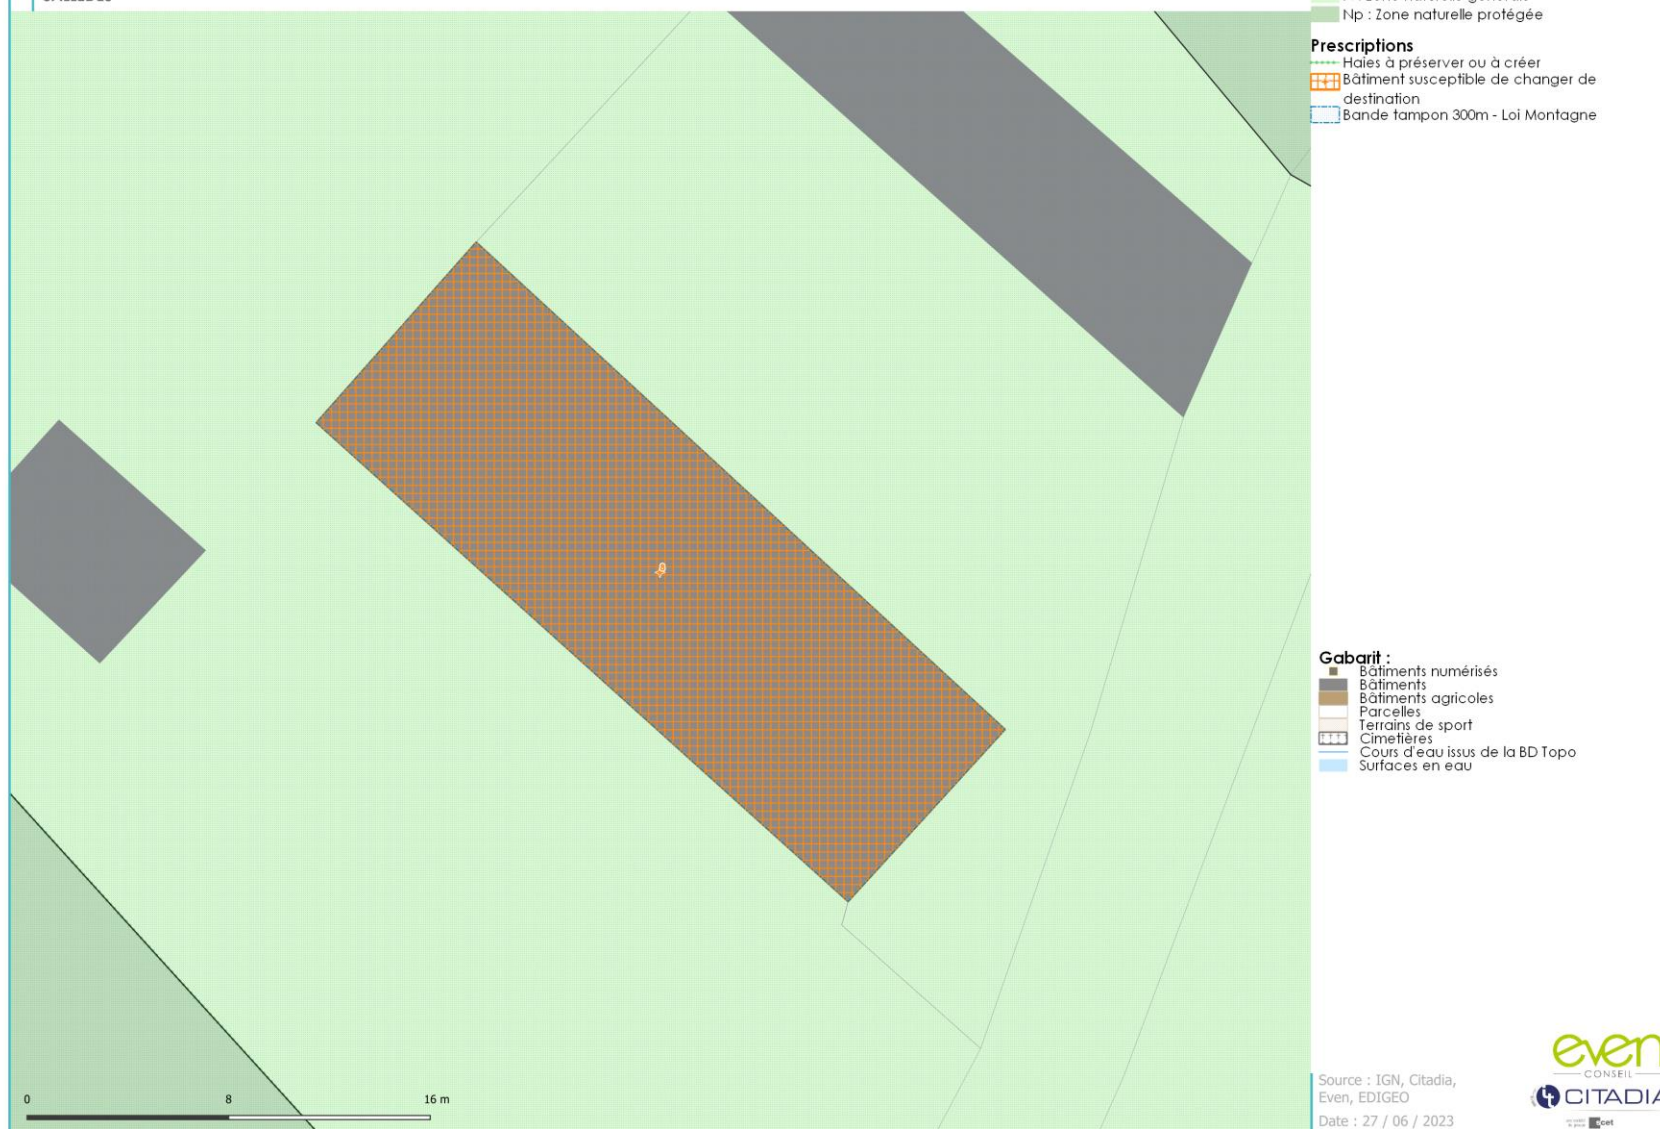 Np : Zone naturelle protégée
Prescriptions
Haies à préserver ou à créer
Bâtiment susceptible de changer de
destination
Bande tampon 300m - Loi Montagne
0
Gabarit :
Bâtiments numérisés
Bâtiments
Bâtiments agricoles
Parcelles
Terrains de sport
Cimetières
Cours d'eau issus de la BD Topo
Surfaces en eau
0 8 16 m
Source : IGN, Citadia,
Even, EDIGEO
Date : 27 / 06 / 2023
even
CONSEIL
CITADIA